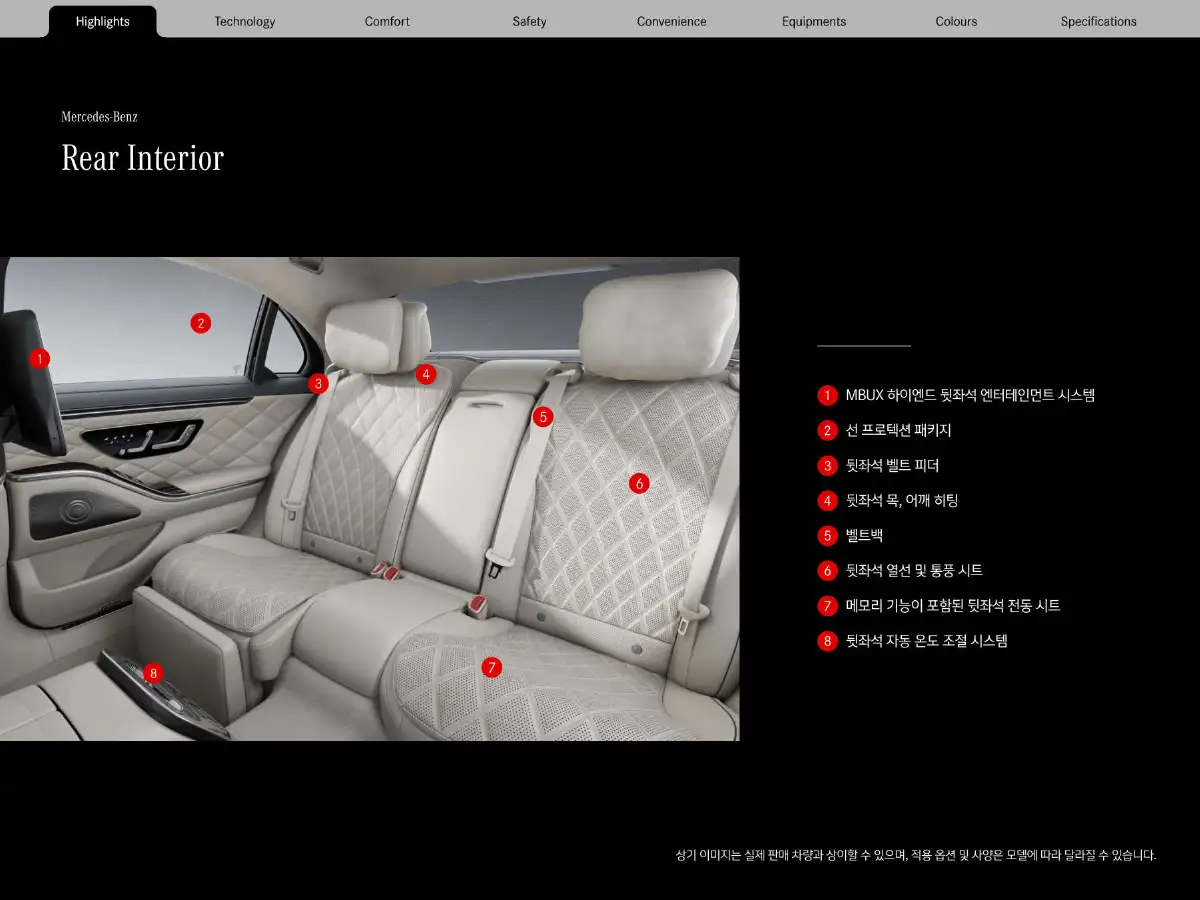 Highlights
Technology
Comfort
Safety
Convenience
Equipments
Colours
Specifications
Mercedes-Benz
Rear Interior
1
2
3
4
5
6
7
8
1 MBUX 하이엔드 뒷좌석 엔터테인먼트 시스템
2 선 프로텍션 패키지
3 뒷좌석 벨트 피더
4 뒷좌석 목, 어깨 히팅
5 벨트백
6 뒷좌석 열선 및 통풍 시트
7 메모리 기능이 포함된 뒷좌석 전동 시트
8 뒷좌석 자동 온도 조절 시스템
상기 이미지는 실제 판매 차량과 상이할 수 있으며, 적용 옵션 및 사양은 모델에 따라 달라질 수 있습니다.